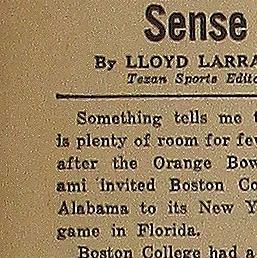 Sense
By LLOYD LARRA
Texan Sports Edito
Something tells me t
is plenty of room for fev
after the Orange Bow
ami invited Boston Co
Alabama to its New Y
game in Florida.
Boston College had a